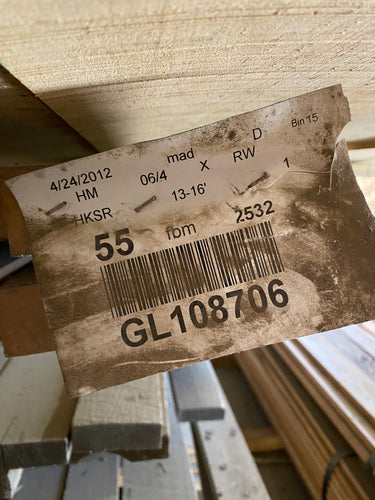 4/24/2012 mad D Bin 15
HM 06/4 X RW
HKSR 13-16' 1
55 fbm 2532
GL108706